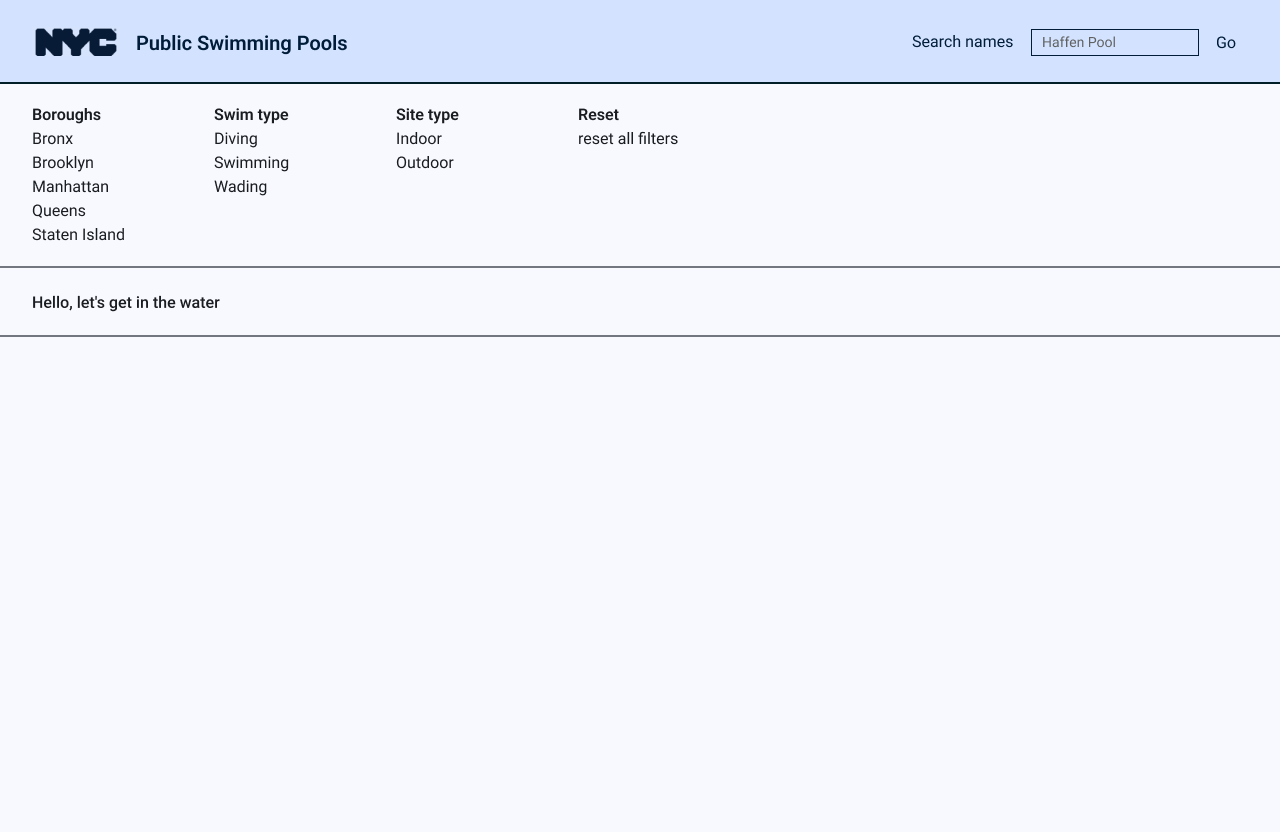 NYC
Public Swimming Pools
Search names
Haffen Pool
Go
Boroughs
Bronx
Brooklyn
Manhattan
Queens
Staten Island
Swim type
Diving
Swimming
Wading
Site type
Indoor
Outdoor
Reset
reset all filters
Hello, let's get in the water